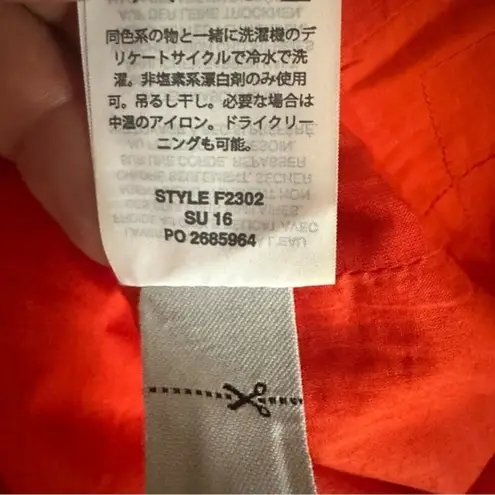 同色系の物と一緒に洗濯機のデ
リケートサイクルで冷水で洗
濯。非塩素系漂白剤のみ使用
可。吊るし干し。必要な場合は
中温のアイロン。ドライクリー
ニングも可能。
STYLE F2302
SU 16
PO 2685964